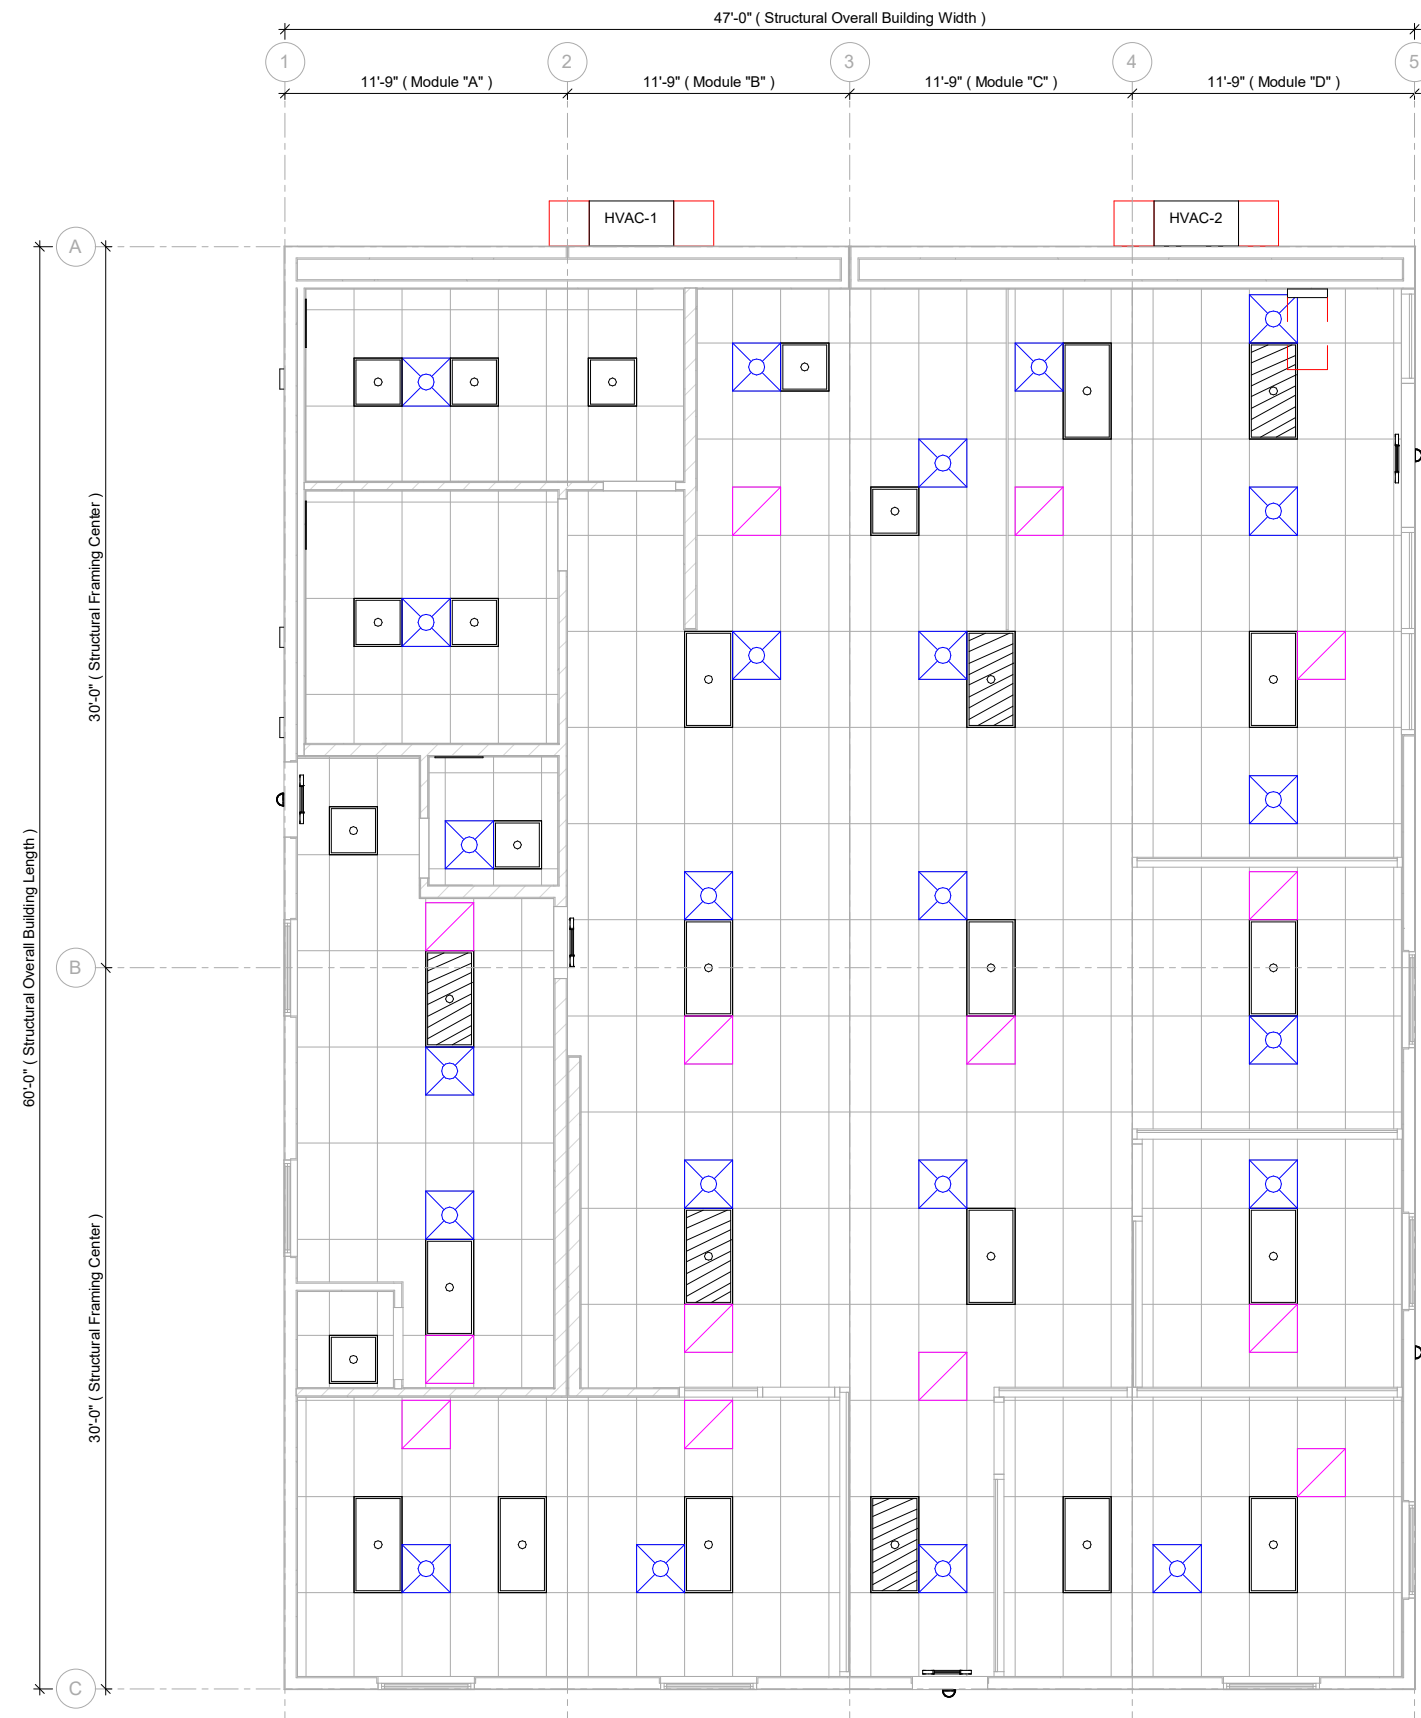 47'-0" ( Structural Overall Building Width )
1
2
3
4
5
11'-9" ( Module "A" )
11'-9" ( Module "B" )
11'-9" ( Module "C" )
11'-9" ( Module "D" )
HVAC-1
HVAC-2
A
30'-0" ( Structural Framing Center )
60'-0" ( Structural Overall Building Length )
B
30'-0" ( Structural Framing Center )
C